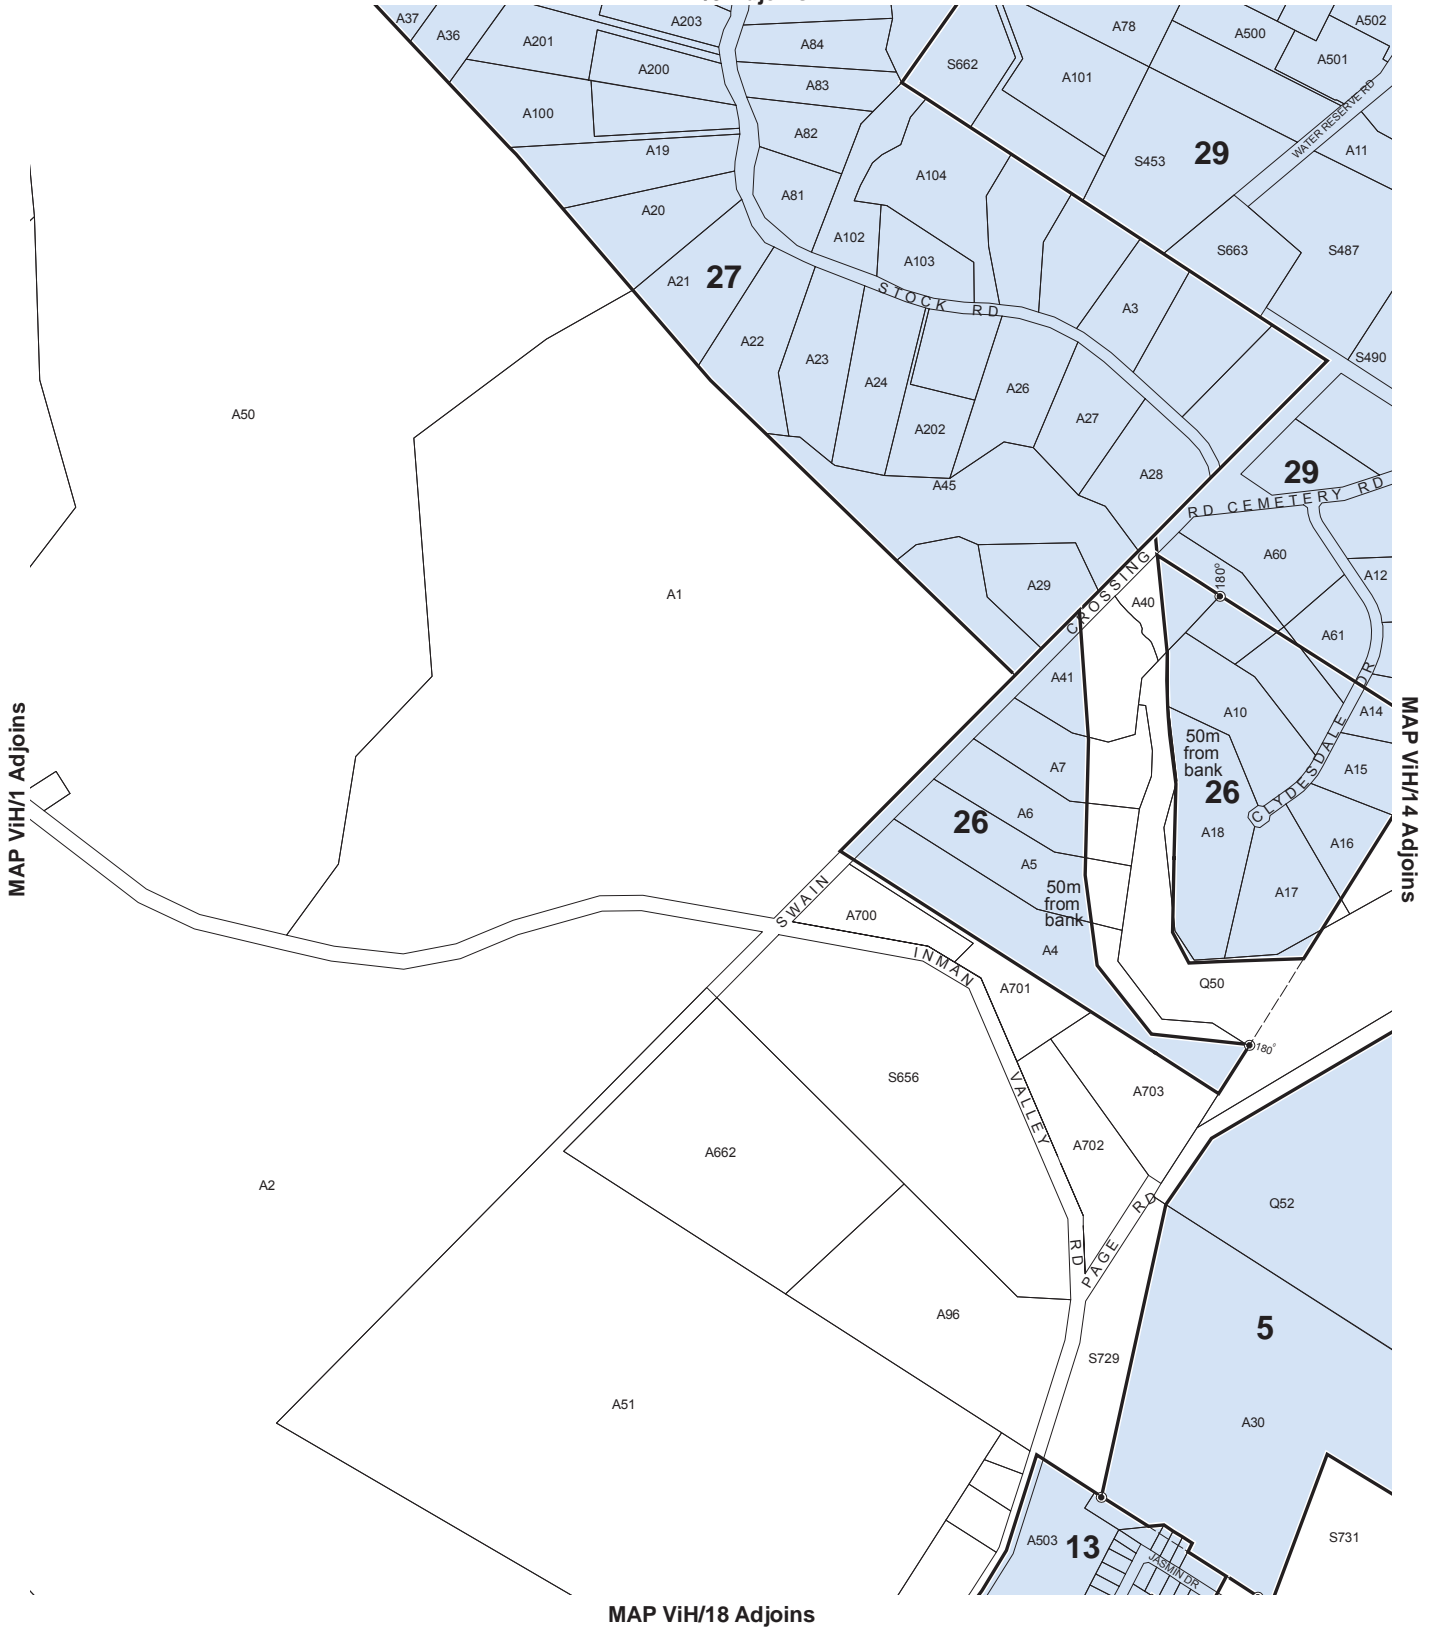 A37
A36
A203
A201
A200
A84
A83
A100
A82
A19
A20
A81
A21
27
A22
A23
A24
A202
A26
A27
A28
A45
A29
A102
A103
A104
STOCK RD
A3
S662
A78
A101
A500
A502
A501
WATER RESERVE RD
A11
S453
29
S663
S487
S490
29
RD CEMETERY RD
A60
A12
180°
A61
A40
CROSSING
A50
A1
A41
A7
A6
A5
26
50m
from
bank
A4
A10
50m
from
bank
26
CLYDESDALE DR
A14
A15
A18
A16
A17
Q50
180°
SWAIN
A700
INMAN
A701
VALLEY
RD
S656
A703
A702
A662
PAGE RD
A2
A96
A51
S729
Q52
5
A30
S731
A503
13
JASMIN DR
MAP ViH/1 Adjoins
MAP ViH/14 Adjoins
MAP ViH/18 Adjoins